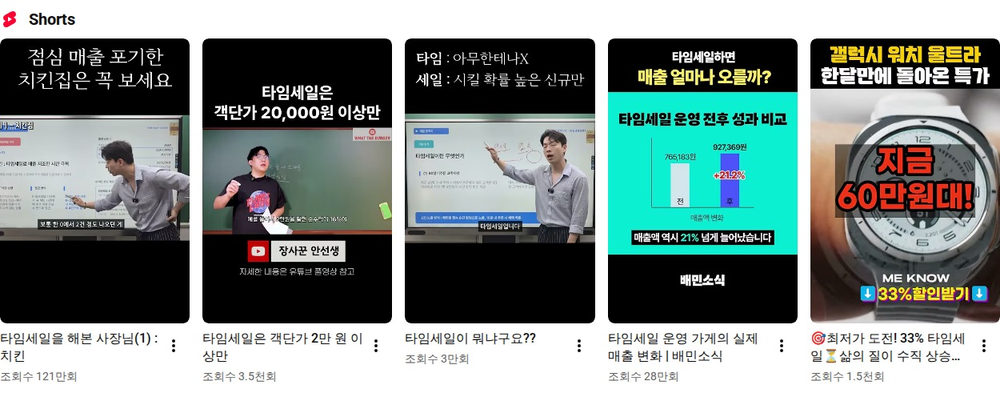 Shorts
점심 매출 포기한
치킨집은 꼭 보세요
보통 한 0에서 2건 정도 나오던 게
타임세일을 해본 사장님(1) :
치킨
조회수 121만회
타임세일은
객단가 20,000원 이상만
WHAT THE HUNGRY
장사꾼 안선생
자세한 내용은 유튜브 풀영상 참고
타임세일은 객단가 2만 원 이
상만
조회수 3.5천회
타임 : 아무한테나X
세일 : 시킬 확률 높은 신규만
타임세일이란 무엇인가
타임세일입니다
타임세일이 뭐냐구요??
조회수 3만회
타임세일하면
매출 얼마나 오를까?
타임세일 운영 전후 성과 비교
765,183원
927,369원
+21.2%
전
후
매출액 변화
매출액 역시 21% 넘게 늘어났습니다
배민소식
타임세일 운영 가게의 실제
매출 변화 | 배민소식
조회수 28만회
갤럭시 워치 울트라
한달만에 돌아온 특가
지금
60만원대!
ME KNOW
⬇️33%할인받기⬇️
🎯최저가 도전! 33% 타임세
일⏳삶의 질이 수직 상승...
조회수 1.5천회